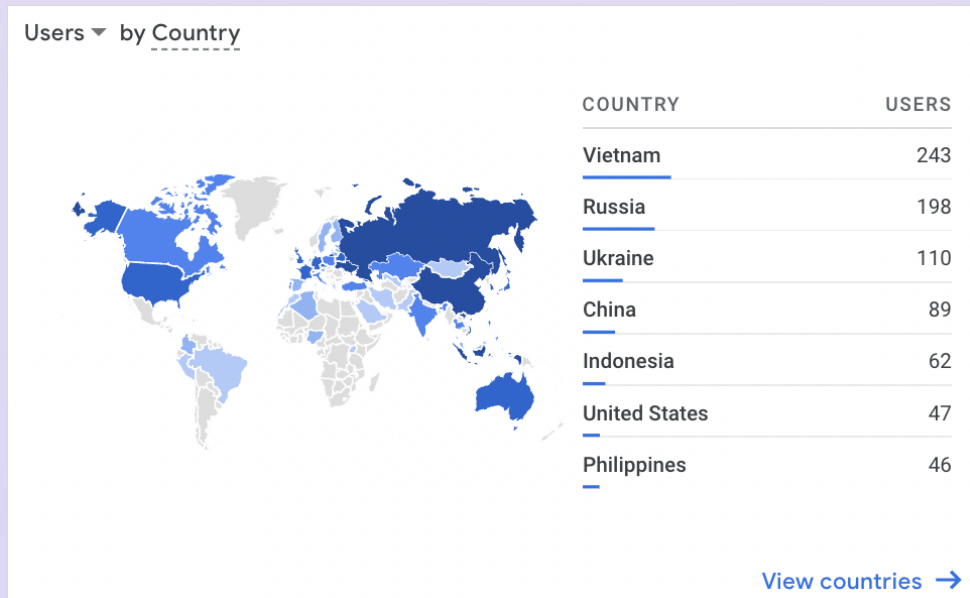 Users by Country
COUNTRY USERS
Vietnam 243
Russia 198
Ukraine 110
China 89
Indonesia 62
United States 47
Philippines 46
View countries